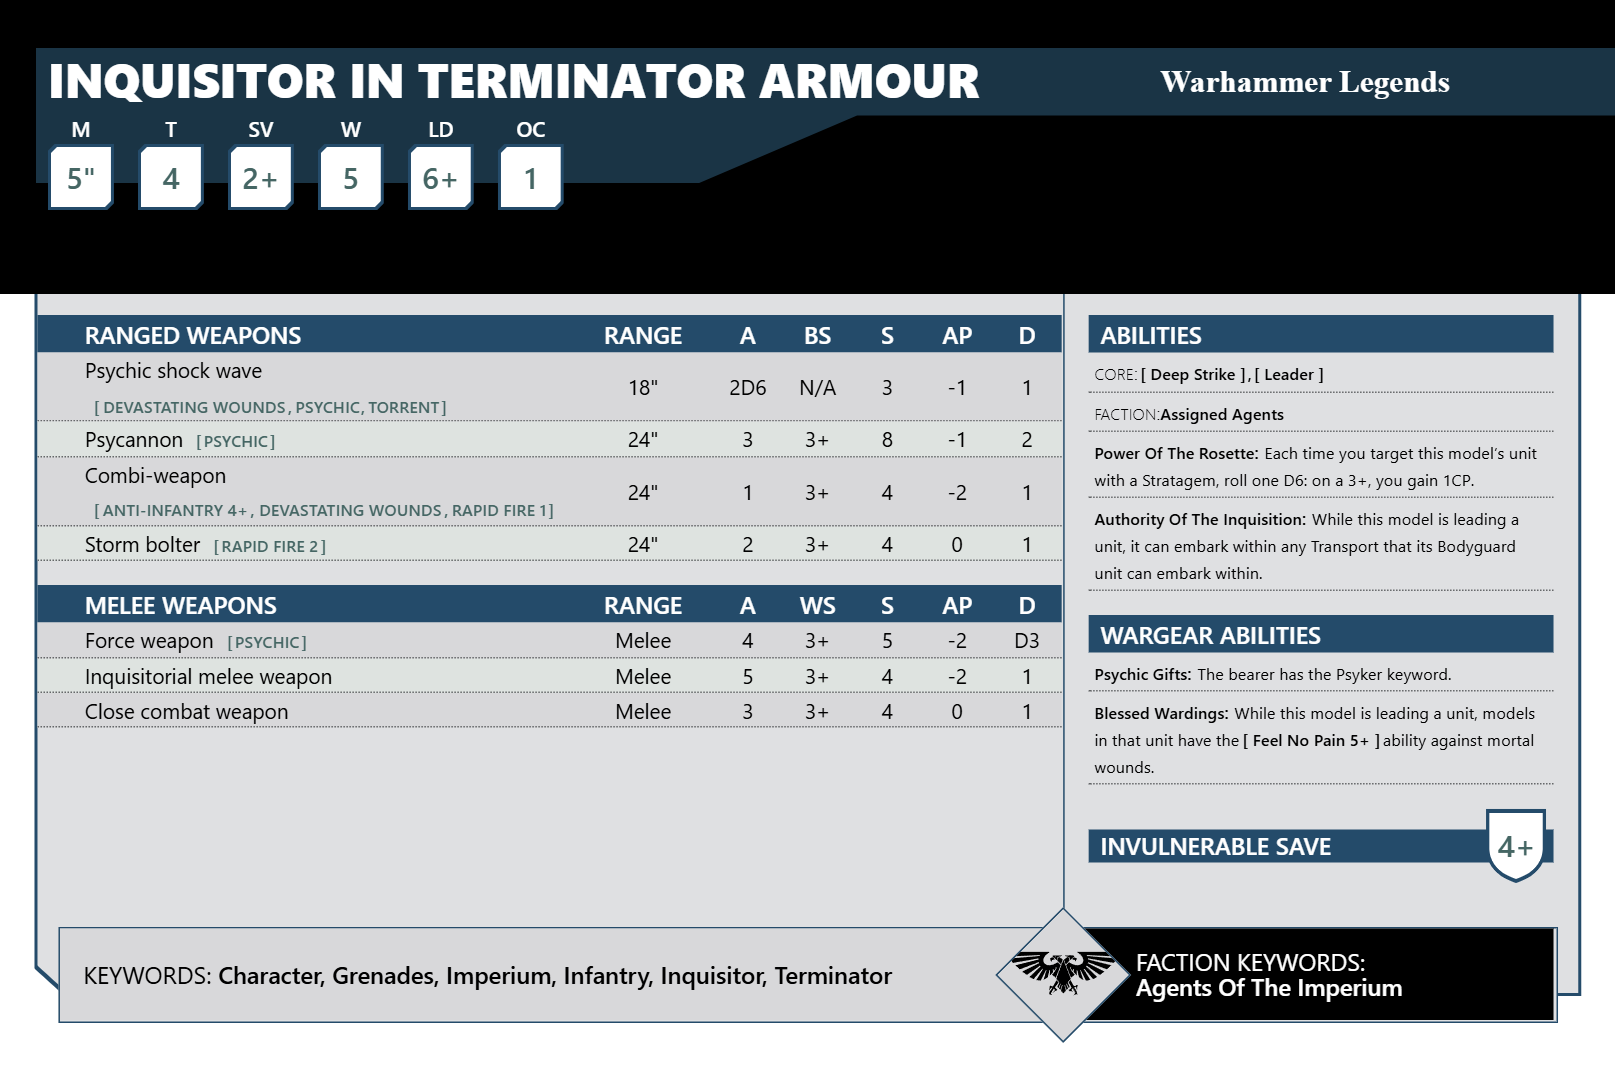 INQUISITOR IN TERMINATOR ARMOUR
Warhammer Legends
M T SV W LD OC
5" 4 2+ 5 6+ 1
RANGED WEAPONS RANGE A BS S AP D
Psychic shock wave
[DEVASTATING WOUNDS, PSYCHIC, TORRENT] 18" 2D6 N/A 3 -1 1
Psycannon [PSYCHIC] 24" 3 3+ 8 -1 2
Combi-weapon
[ANTI-INFANTRY 4+, DEVASTATING WOUNDS, RAPID FIRE 1] 24" 1 3+ 4 -2 1
Storm bolter [RAPID FIRE 2] 24" 2 3+ 4 0 1
MELEE WEAPONS RANGE A WS S AP D
Force weapon [PSYCHIC] Melee 4 3+ 5 -2 D3
Inquisitorial melee weapon Melee 5 3+ 4 -2 1
Close combat weapon Melee 3 3+ 4 0 1
ABILITIES
CORE: [ Deep Strike ], [ Leader ]
FACTION:Assigned Agents
Power Of The Rosette: Each time you target this model's unit
with a Stratagem, roll one D6: on a 3+, you gain 1CP.
Authority Of The Inquisition: While this model is leading a
unit, it can embark within any Transport that its Bodyguard
unit can embark within.
WARGEAR ABILITIES
Psychic Gifts: The bearer has the Psyker keyword.
Blessed Wardings: While this model is leading a unit, models
in that unit have the [ Feel No Pain 5+ ] ability against mortal
wounds.
INVULNERABLE SAVE 4+
KEYWORDS: Character, Grenades, Imperium, Infantry, Inquisitor, Terminator
FACTION KEYWORDS:
Agents Of The Imperium